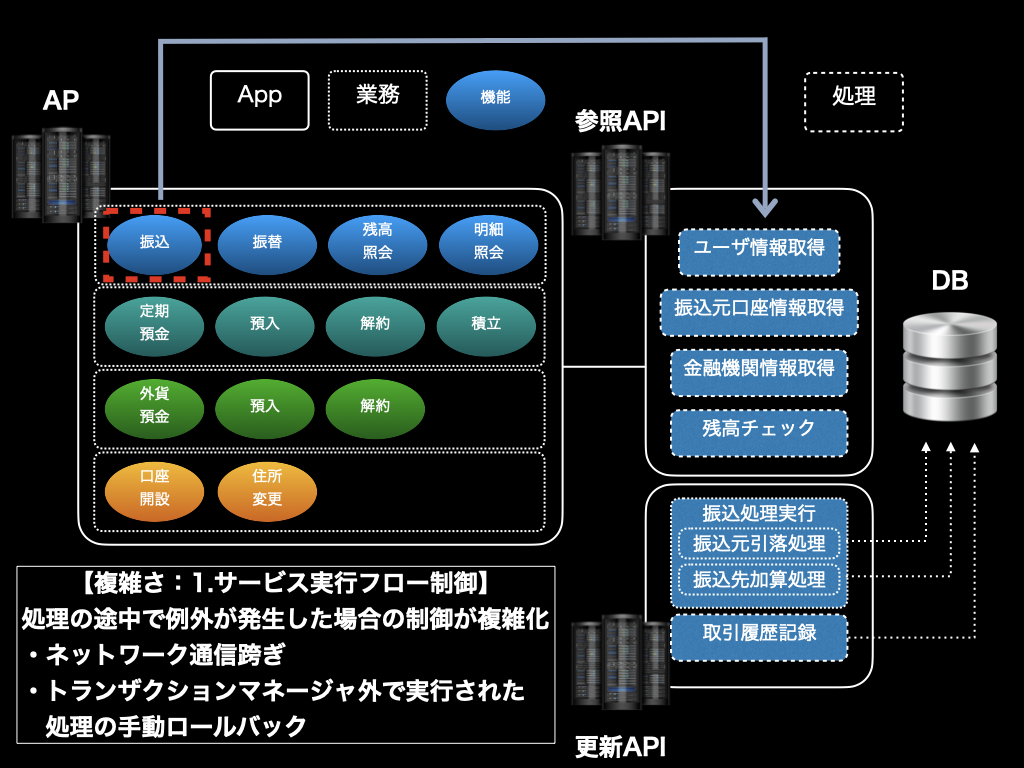 AP
App
業務
機能
処理
参照API
振込
振替
残高
照会
明細
照会
定期
預金
預入
解約
積立
外貨
預金
預入
解約
口座
開設
住所
変更
ユーザ情報取得
振込元口座情報取得
金融機関情報取得
残高チェック
DB
振込処理実行
振込元引落処理
振込先加算処理
取引履歴記録
更新API
【複雑さ：1.サービス実行フロー制御】
処理の途中で例外が発生した場合の制御が複雑化
・ネットワーク通信跨ぎ
・トランザクションマネージャ外で実行された
処理の手動ロールバック